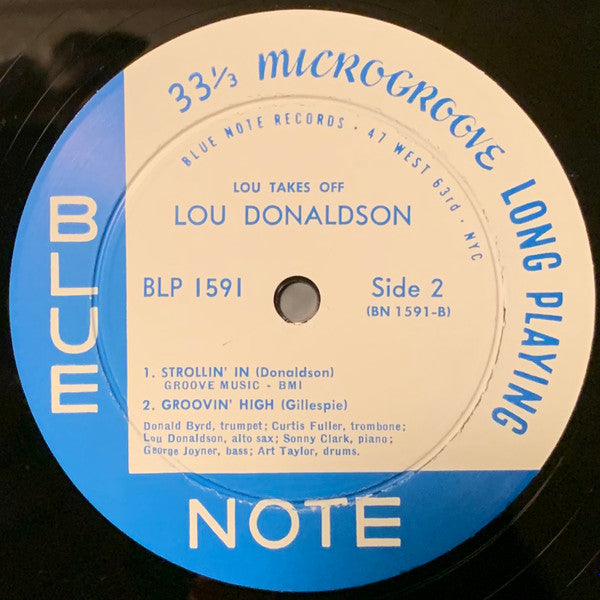 33⅓ MICROGROOVE LONG PLAYING
BLUE NOTE RECORDS · 47 WEST 63rd · NYC
LOU TAKES OFF
LOU DONALDSON
BLP 1591
Side 2
(BN 1591-B)
1. STROLLIN' IN (Donaldson)
GROOVE MUSIC - BMI
2. GROOVIN' HIGH (Gillespie)
Donald Byrd, trumpet; Curtis Fuller, trombone;
Lou Donaldson, alto sax; Sonny Clark, piano;
George Joyner, bass; Art Taylor, drums.
BLUE
NOTE